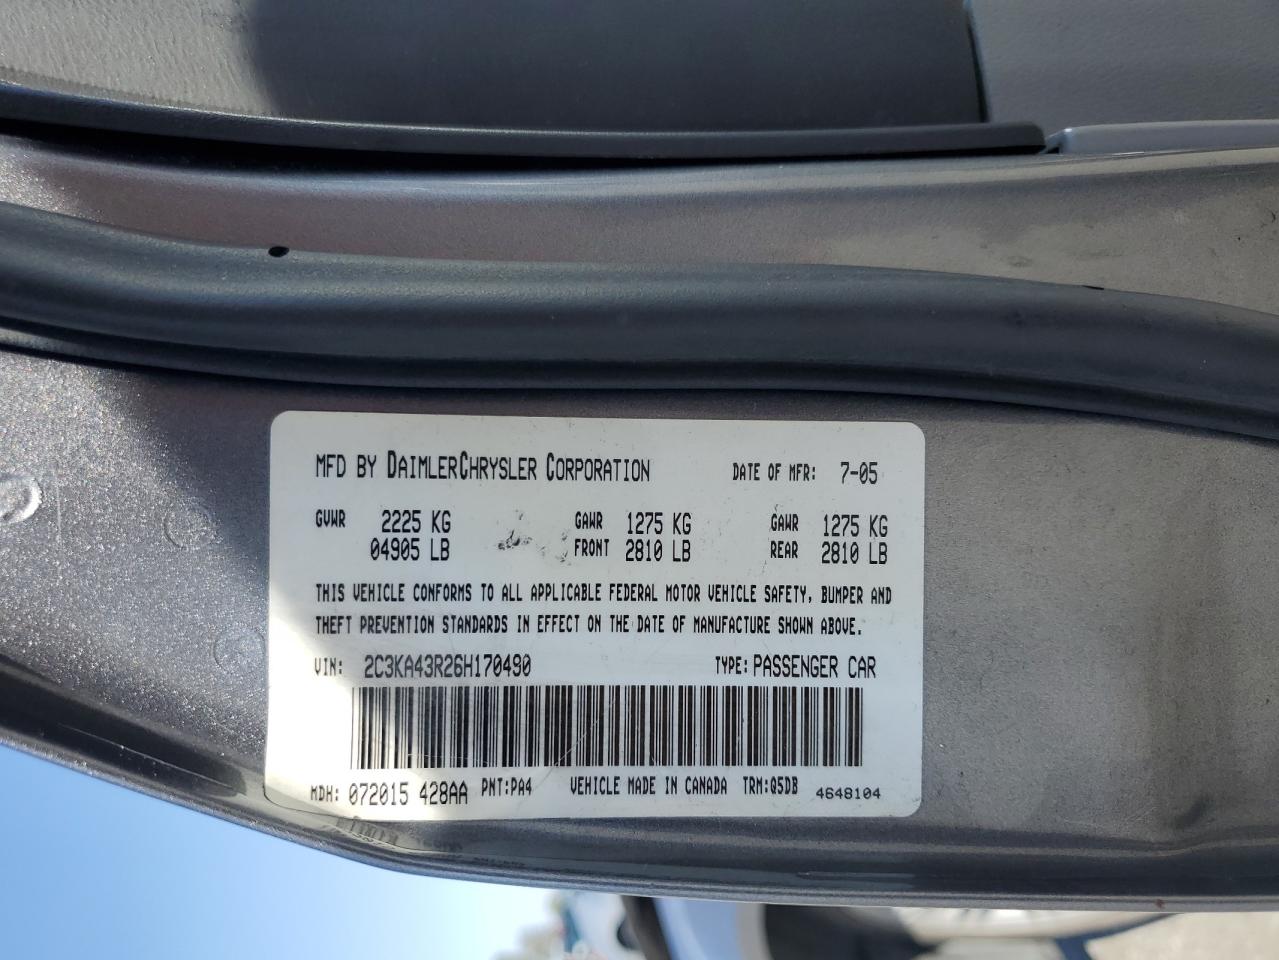 MFD BY DAIMLERCHRYSLER CORPORATION DATE OF MFR: 7-05
GVWR 2225 KG GAWR 1275 KG GAWR 1275 KG
04905 LB FRONT 2810 LB REAR 2810 LB
THIS VEHICLE CONFORMS TO ALL APPLICABLE FEDERAL MOTOR VEHICLE SAFETY, BUMPER AND
THEFT PREVENTION STANDARDS IN EFFECT ON THE DATE OF MANUFACTURE SHOWN ABOVE.
VIN: 2C3KA43R26H170490 TYPE: PASSENGER CAR
MDH: 072015 428AA PNT:PA4 VEHICLE MADE IN CANADA TRM:Q5DB 4648104